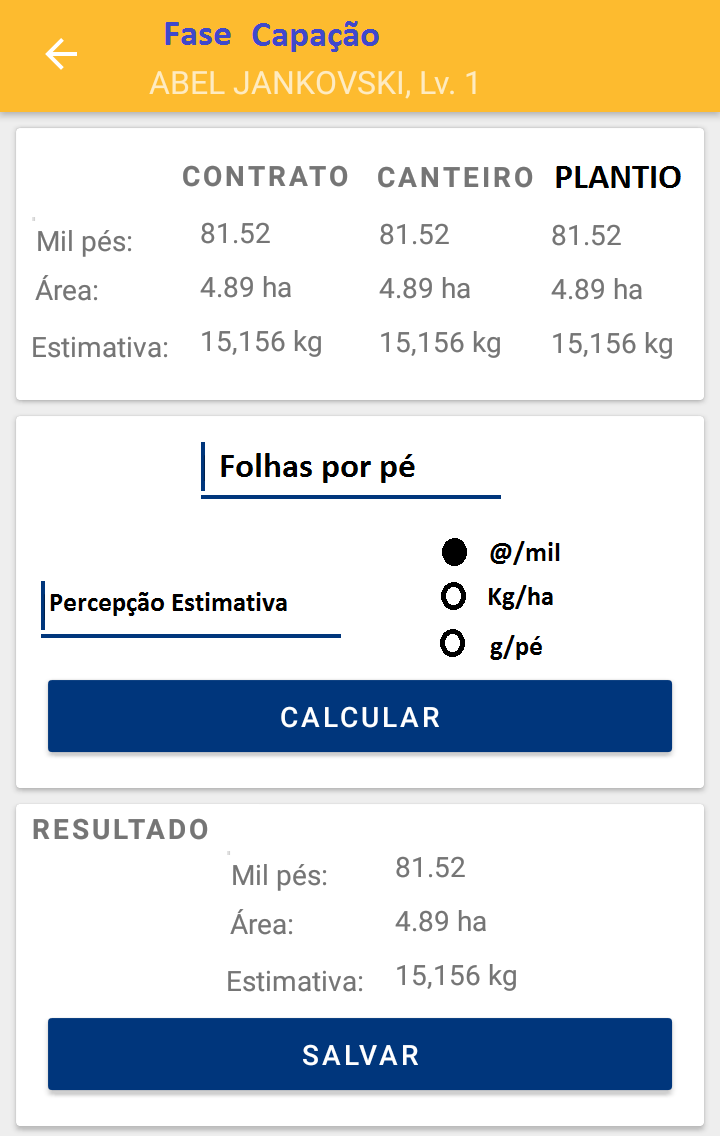 Fase Capação
ABEL JANKOVSKI, Lv. 1
CONTRATO CANTEIRO PLANTIO
Mil pés: 81.52 81.52 81.52
Área: 4.89 ha 4.89 ha 4.89 ha
Estimativa: 15,156 kg 15,156 kg 15,156 kg
Folhas por pé
@/mil
Percepção Estimativa Kg/ha
g/pé
CALCULAR
RESULTADO
Mil pés: 81.52
Área: 4.89 ha
Estimativa: 15,156 kg
SALVAR